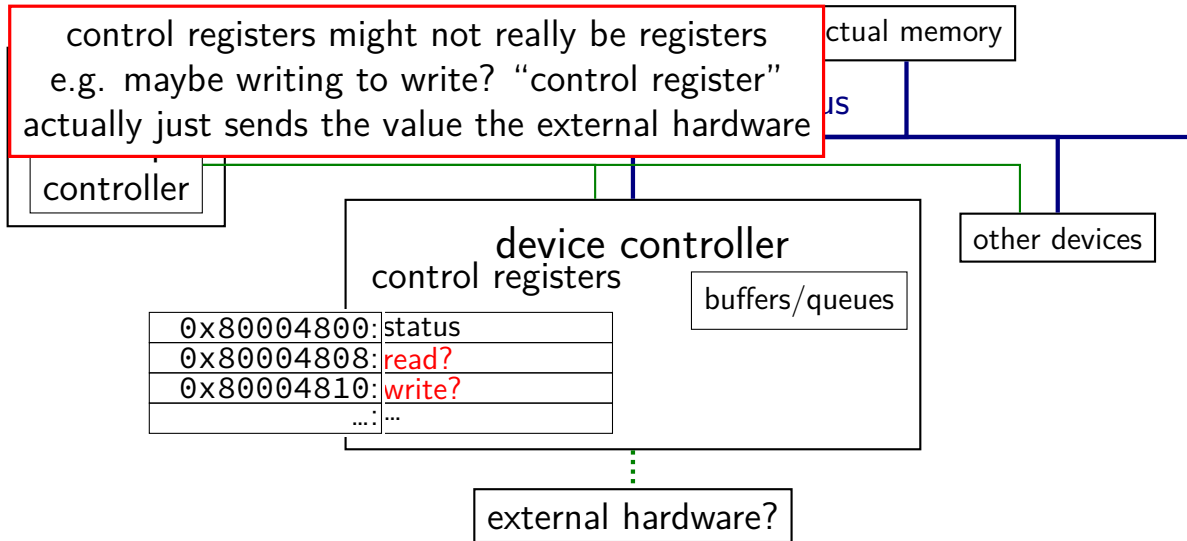 control registers might not really be registers
e.g. maybe writing to write? “control register”
actually just sends the value the external hardware
ctual memory
us
controller
device controller
other devices
control registers
buffers/queues
0x80004800: status
0x80004808: read?
0x80004810: write?
…: …
external hardware?